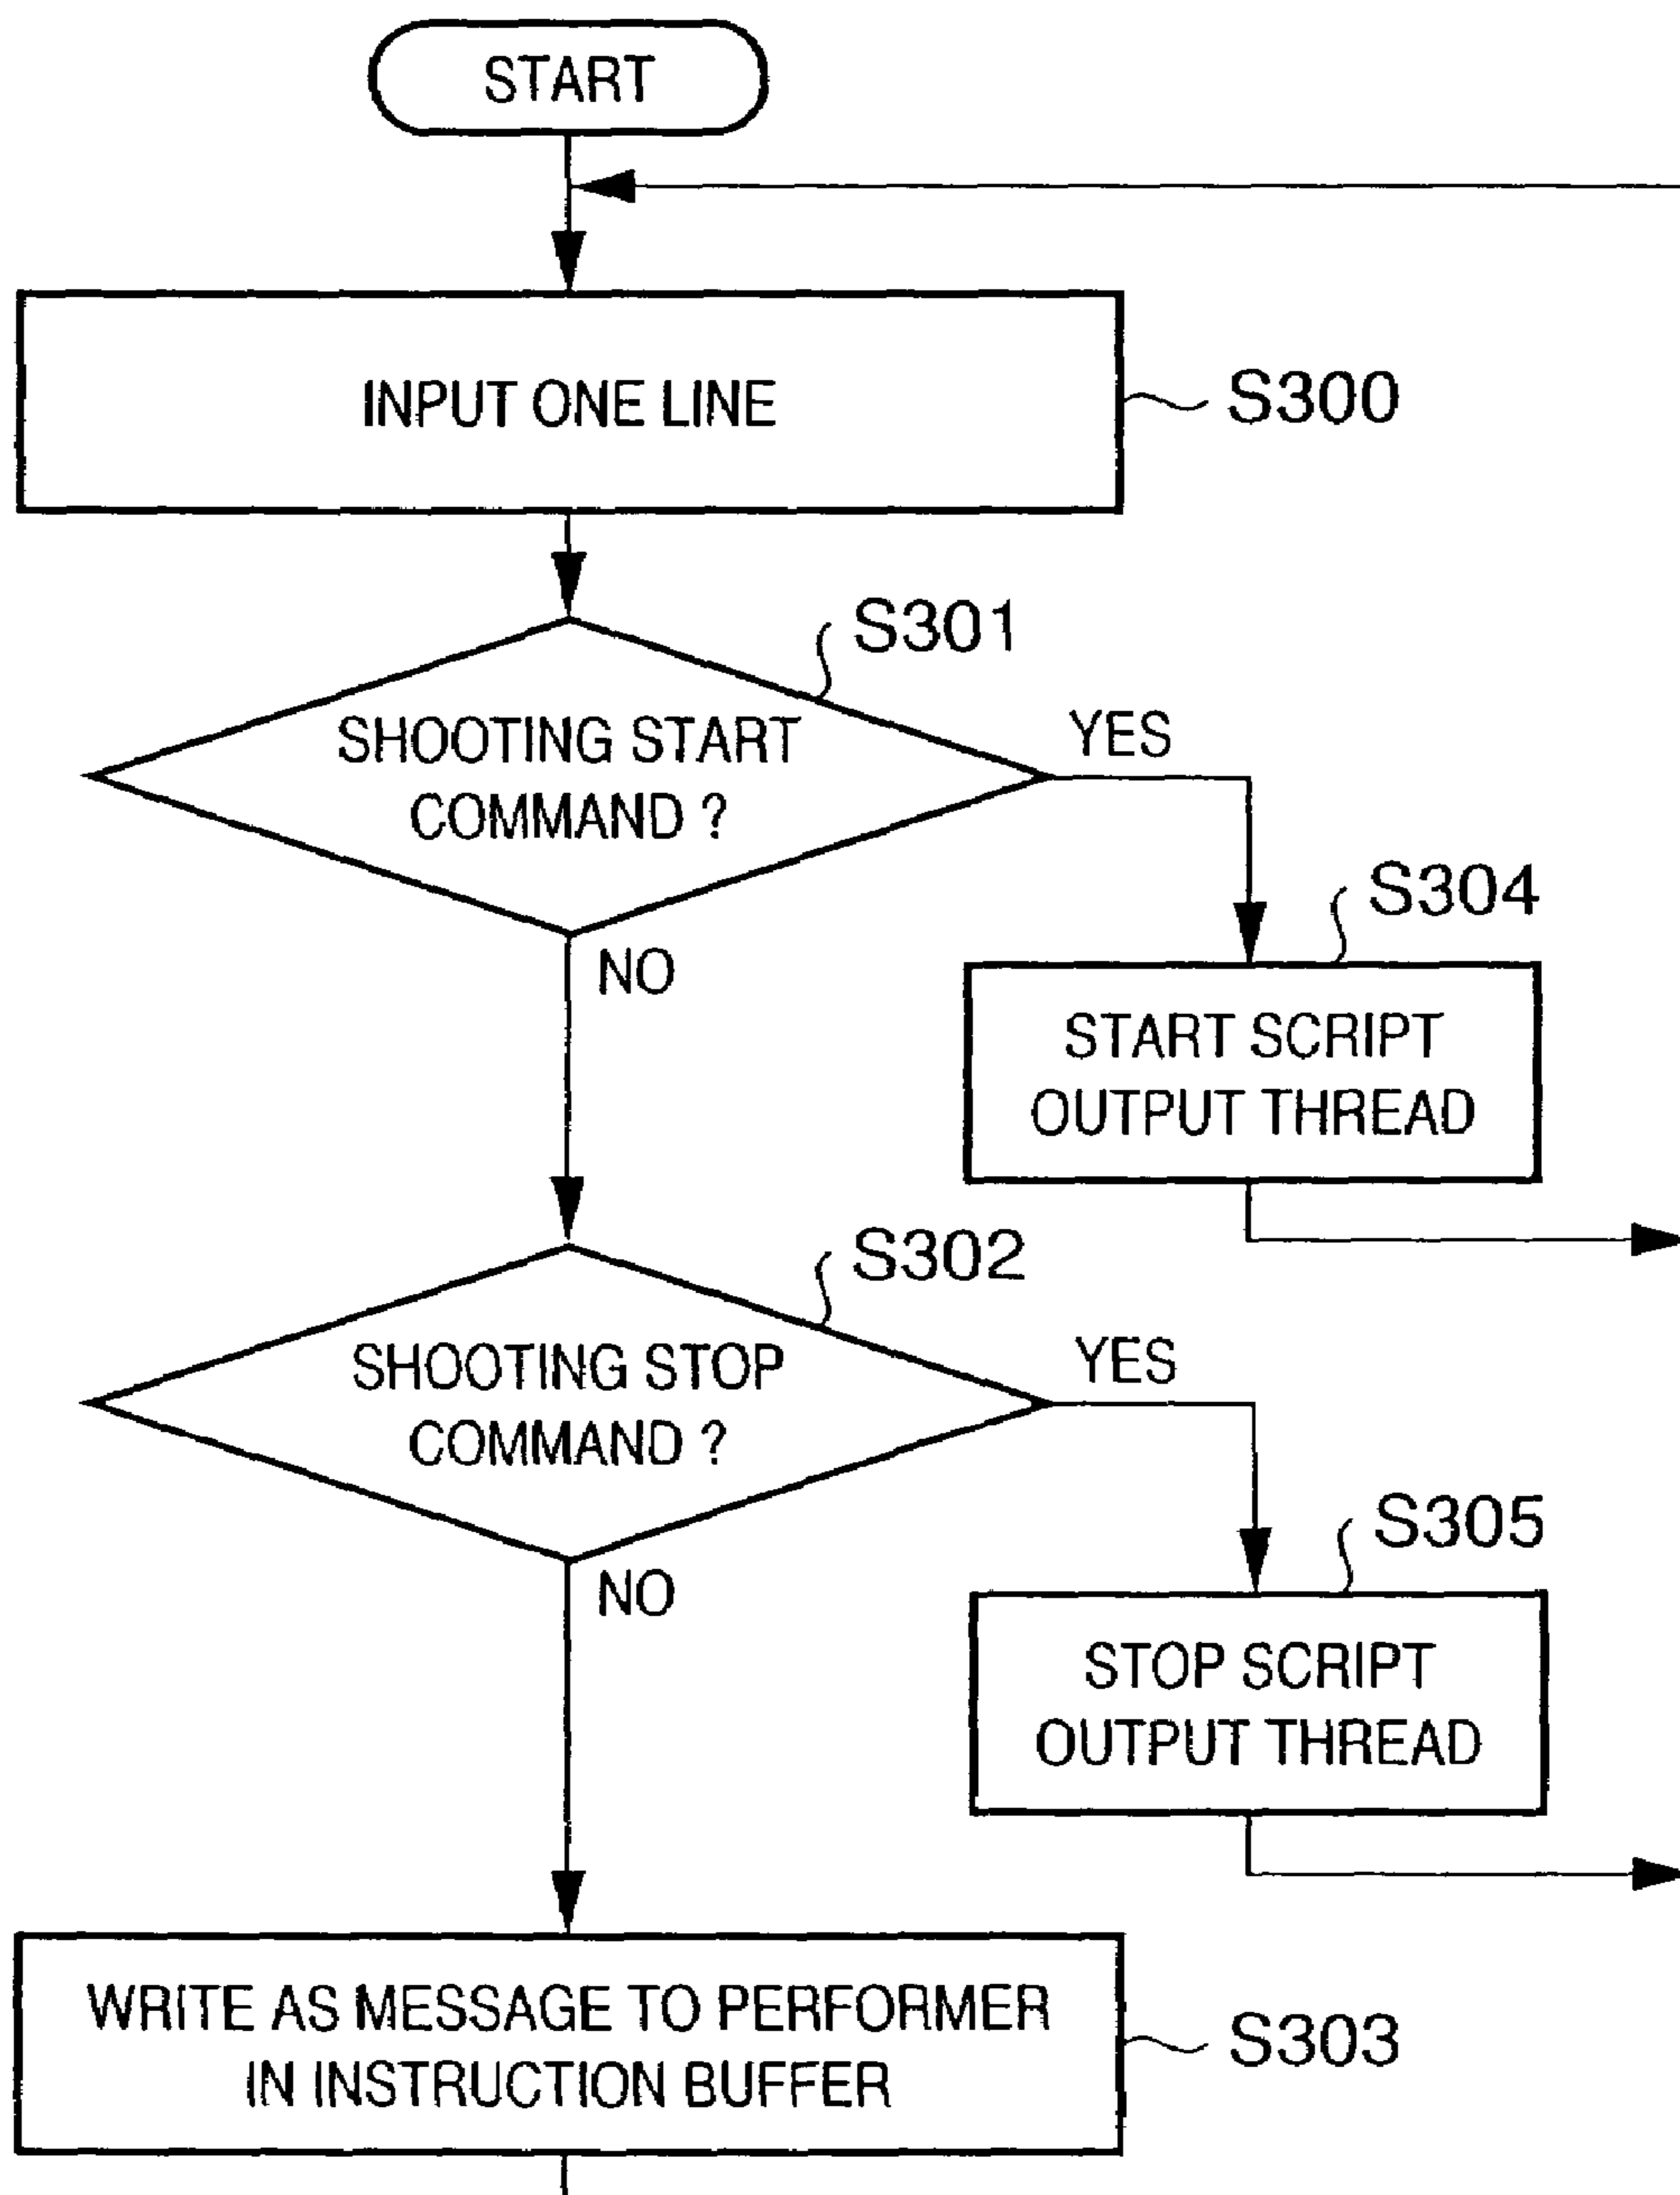 START
INPUT ONE LINE
S300
S301
SHOOTING START
COMMAND ?
YES
NO
S304
START SCRIPT
OUTPUT THREAD
S302
SHOOTING STOP
COMMAND ?
YES
NO
S305
STOP SCRIPT
OUTPUT THREAD
WRITE AS MESSAGE TO PERFORMER
IN INSTRUCTION BUFFER
S303